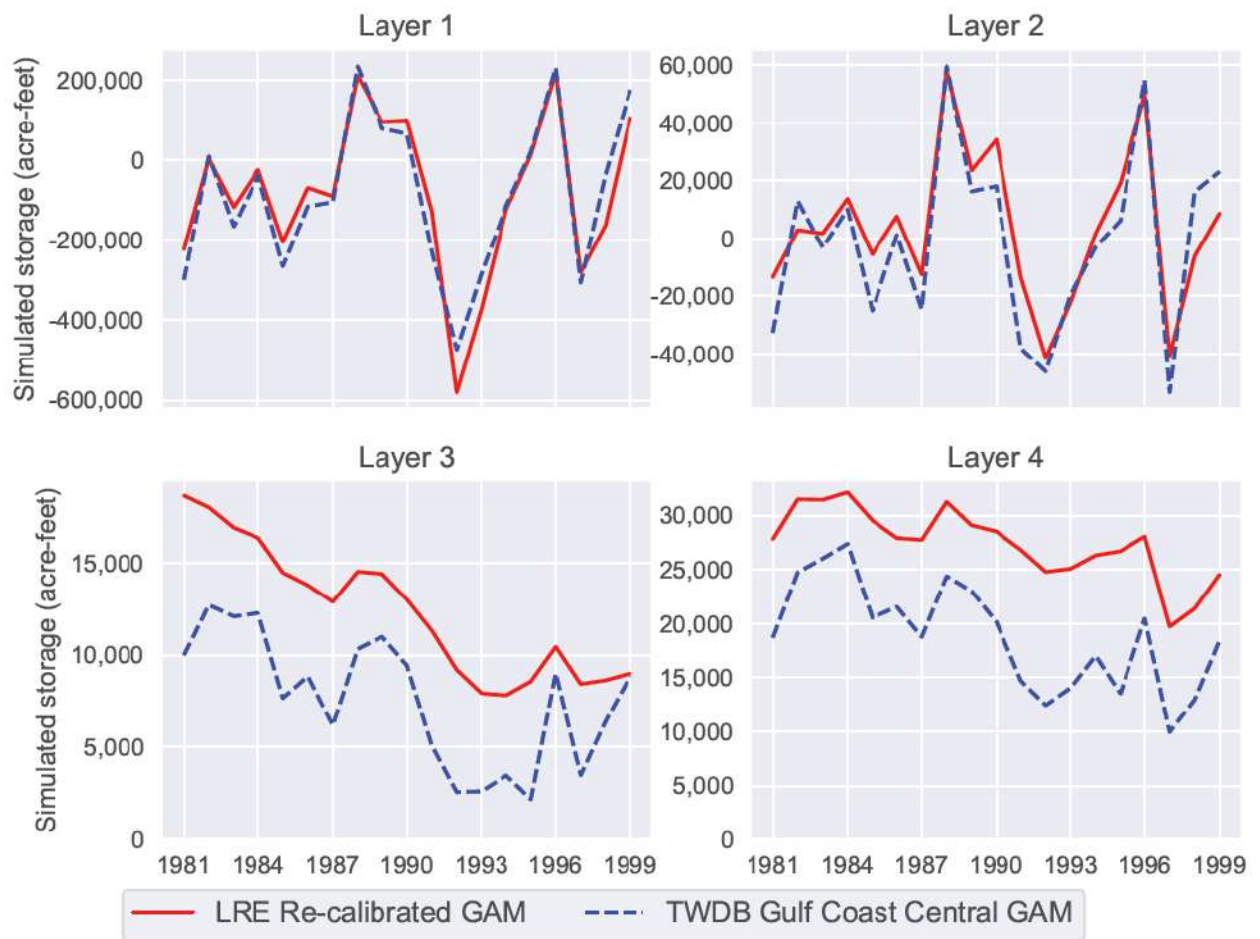 Layer 1
Layer 2
Simulated storage (acre-feet)
200,000
0
-200,000
-400,000
-600,000
60,000
40,000
20,000
0
-20,000
-40,000
Layer 3
Layer 4
Simulated storage (acre-feet)
15,000
10,000
5,000
0
30,000
25,000
20,000
15,000
10,000
5,000
0
1981 1984 1987 1990 1993 1996 1999
1981 1984 1987 1990 1993 1996 1999
LRE Re-calibrated GAM
TWDB Gulf Coast Central GAM